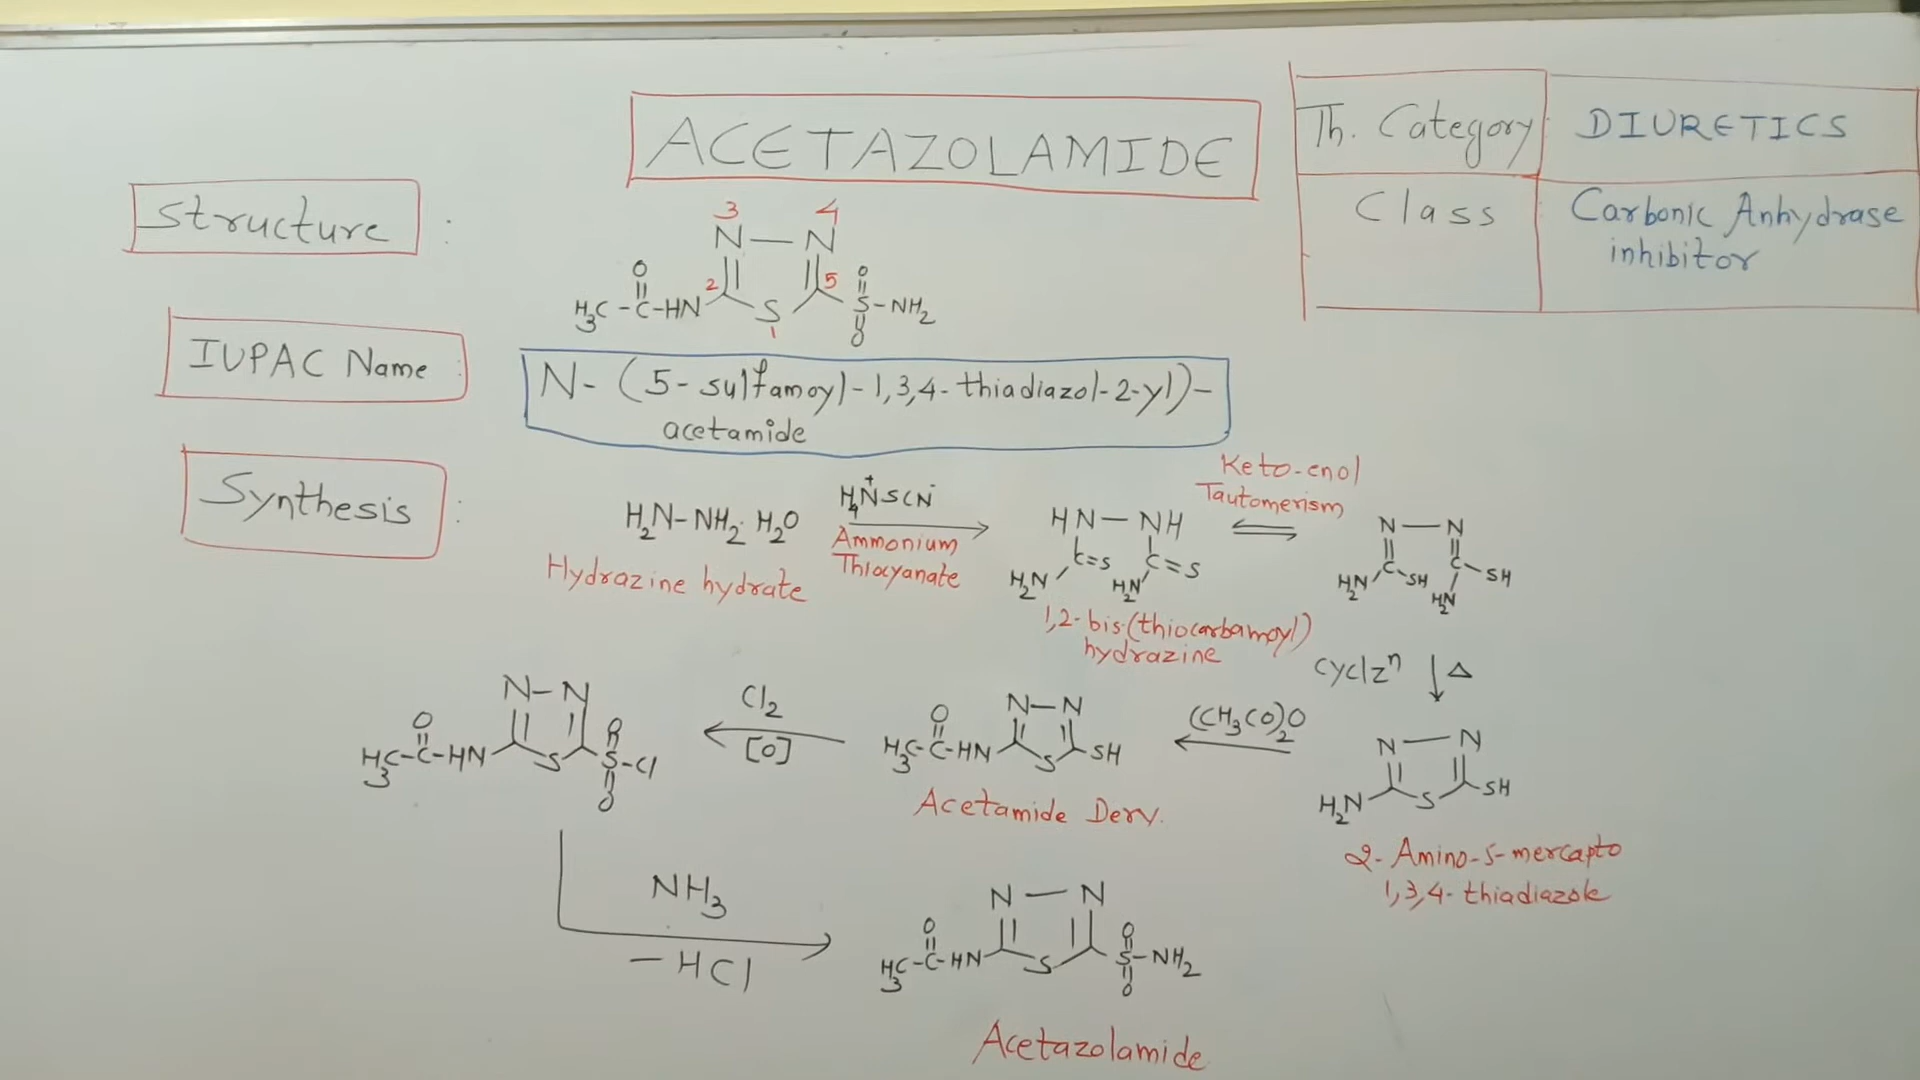 ACETAZOLAMIDE
Th. Category DIURETICS
Class Carbonic Anhydrase
inhibitor
Structure :
3 4
N — N
2 5
O O
H3C - C - HN S S - NH2
1 O
IUPAC Name :
N - (5 - sulfamoyl - 1,3,4 - thiadiazol - 2 - yl) -
acetamide
Synthesis :
H2N - NH2 . H2O
Hydrazine hydrate
H4N+ SCN-
Ammonium
Thiocyanate
HN — NH
C=S C=S
H2N H2N
1,2-bis-(thiocarbamoyl)
hydrazine
Keto-enol
Tautomerism
N — N
C C
H2N SH H2N SH
Cyclzn Δ
N — N
H2N S SH
2- Amino-5-mercapto
1,3,4- thiadiazole
(CH3CO)2O
N — N
O
H3C - C - HN S SH
Acetamide Derv.
Cl2
[O]
N - N
O O
H3C - C - HN S S - Cl
O
NH3
- HCl
N — N
O O
H3C - C - HN S S - NH2
O
Acetazolamide